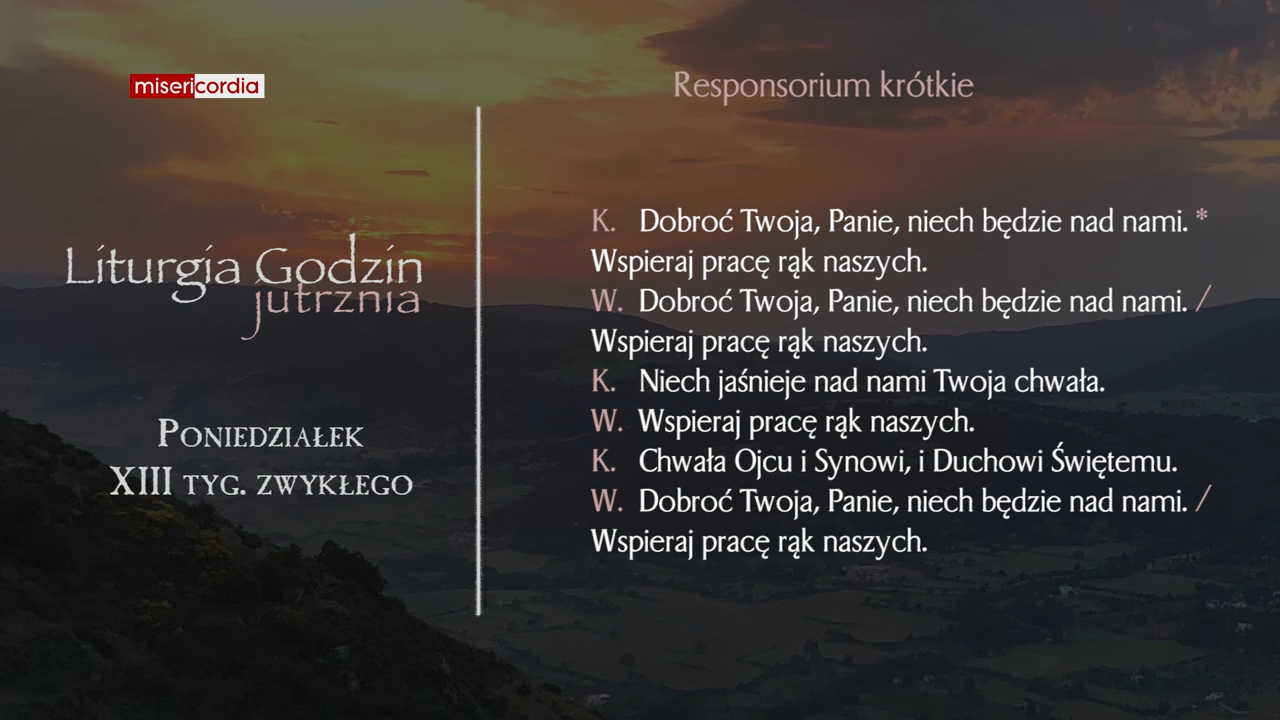 misericordia
Liturgia Godzin
jutrznia
Poniedziałek
XIII tyg. zwykłego
Responsorium krótkie
K. Dobroć Twoja, Panie, niech będzie nad nami. *
Wspieraj pracę rąk naszych.
W. Dobroć Twoja, Panie, niech będzie nad nami. /
Wspieraj pracę rąk naszych.
K. Niech jaśnieje nad nami Twoja chwała.
W. Wspieraj pracę rąk naszych.
K. Chwała Ojcu i Synowi, i Duchowi Świętemu.
W. Dobroć Twoja, Panie, niech będzie nad nami. /
Wspieraj pracę rąk naszych.